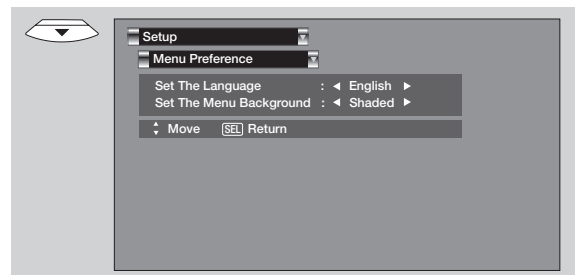 Setup
Menu Preference
Set The Language : ◄ English ►
Set The Menu Background : ◄ Shaded ►
Move SEL Return